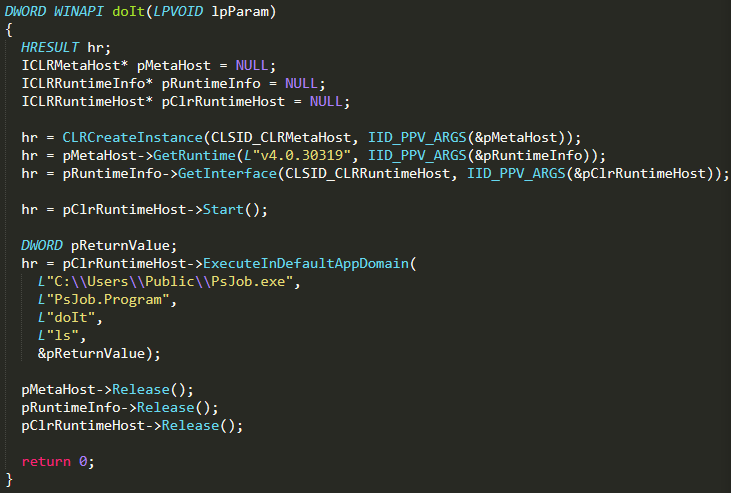 DWORD WINAPI doIt(LPVOID lpParam)
{
  HRESULT hr;
  ICLRMetaHost* pMetaHost = NULL;
  ICLRRuntimeInfo* pRuntimeInfo = NULL;
  ICLRRuntimeHost* pClrRuntimeHost = NULL;

  hr = CLRCreateInstance(CLSID_CLRMetaHost, IID_PPV_ARGS(&pMetaHost));
  hr = pMetaHost->GetRuntime(L"v4.0.30319", IID_PPV_ARGS(&pRuntimeInfo));
  hr = pRuntimeInfo->GetInterface(CLSID_CLRRuntimeHost, IID_PPV_ARGS(&pClrRuntimeHost));

  hr = pClrRuntimeHost->Start();

  DWORD pReturnValue;
  hr = pClrRuntimeHost->ExecuteInDefaultAppDomain(
    L"C:\\Users\\Public\\PsJob.exe",
    L"PsJob.Program",
    L"doIt",
    L"ls",
    &pReturnValue);

  pMetaHost->Release();
  pRuntimeInfo->Release();
  pClrRuntimeHost->Release();

  return 0;
}